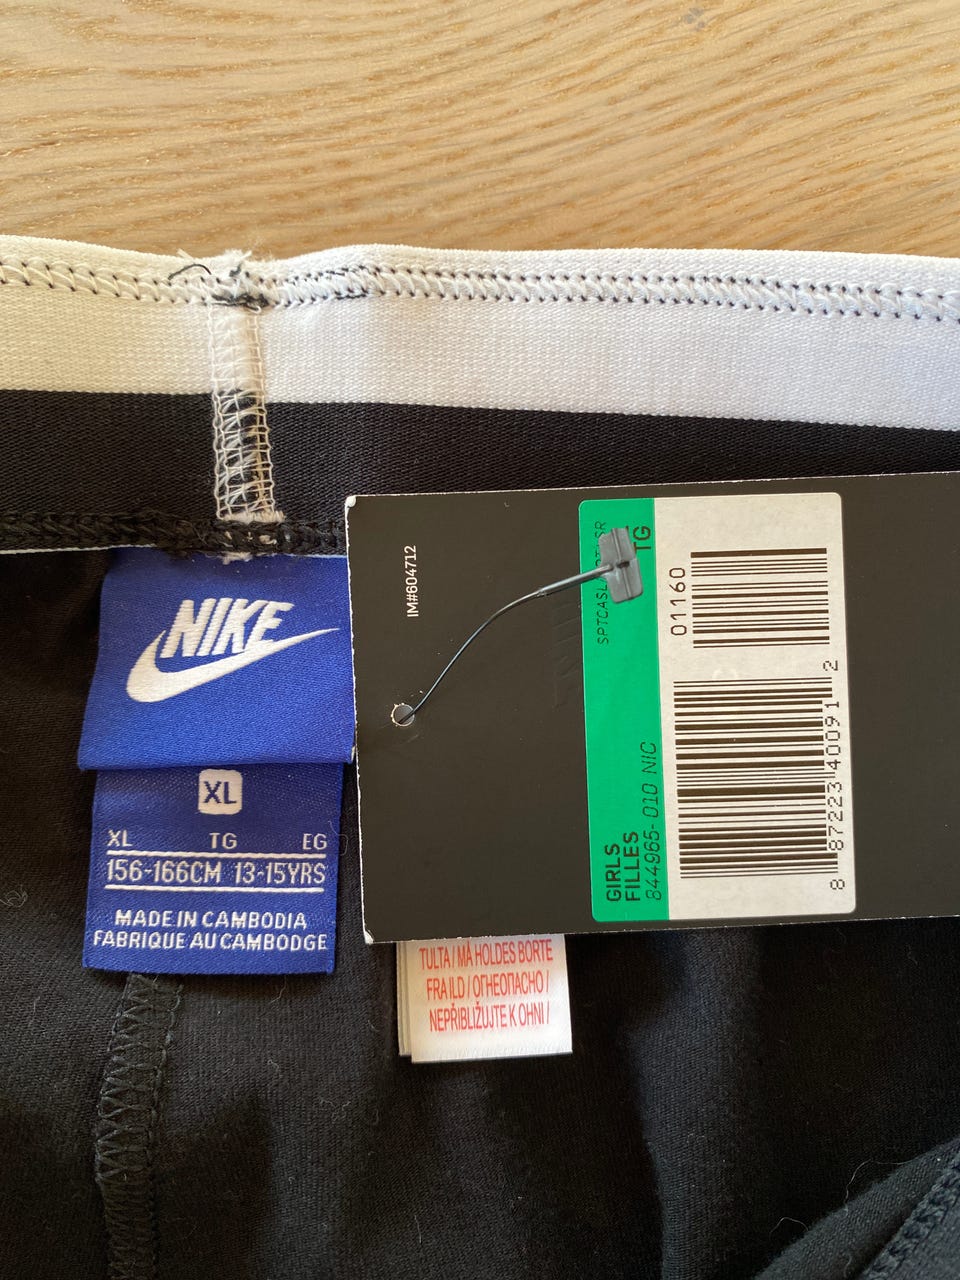 NIKE
XL
XL TG EG
156-166CM 13-15YRS
MADE IN CAMBODIA
FABRIQUE AU CAMBODGE
IM#604712
TG
GIRLS
FILLES
844965-010 NIC
01160
8 87223 40091 2
TULTA / MÅ HOLDES BORTE
FRA ILD / ОГНЕОПАСНО /
NEPŘIBLIŽUJTE K OHNI /